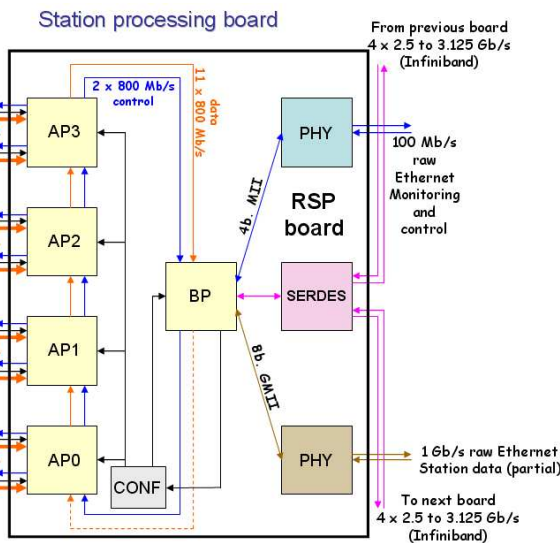 Station processing board
From previous board
4 x 2.5 to 3.125 Gb/s
(Infiniband)
2 x 800 Mb/s
control
data
11 x 800 Mb/s
AP3
PHY
100 Mb/s
raw
Ethernet
Monitoring
and
control
4b. MII
RSP
board
AP2
BP
SERDES
AP1
8b. GMII
AP0
PHY
1 Gb/s raw Ethernet
Station data (partial)
CONF
To next board
4 x 2.5 to 3.125 Gb/s
(Infiniband)